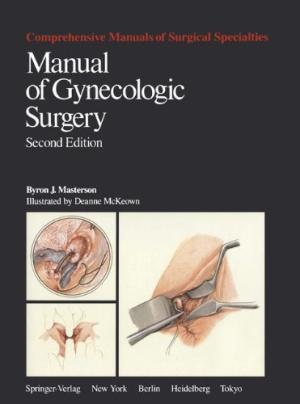 Comprehensive Manuals of Surgical Specialties
Manual
of Gynecologic
Surgery
Second Edition
Byron J. Masterson
Illustrated by Deanne McKeown
Springer-Verlag New York Berlin Heidelberg Tokyo